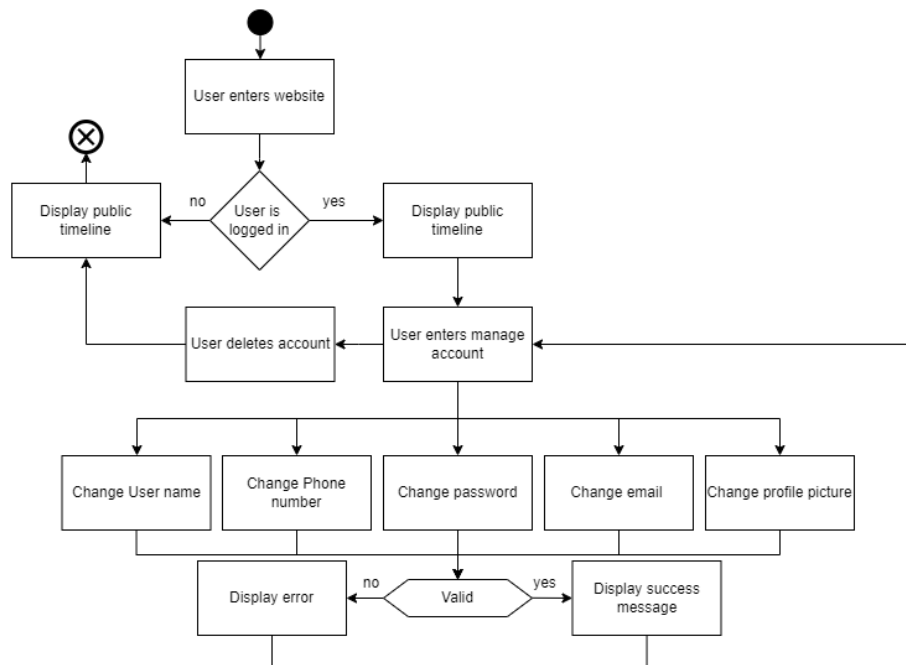 User enters website
no
User is
logged in
yes
Display public
timeline
Display public
timeline
User deletes account
User enters manage
account
Change User name
Change Phone
number
Change password
Change email
Change profile picture
Display error
no
Valid
yes
Display success
message